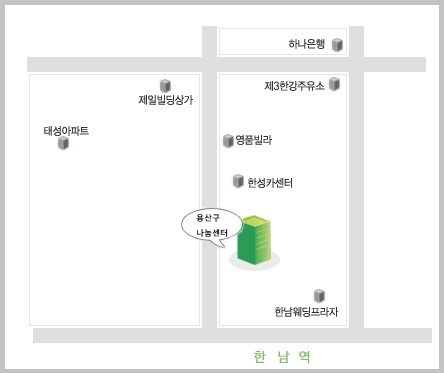 하나은행
제3한강주유소
제일빌딩상가
태성아파트
영품빌라
한성카센터
용산구
나눔센터
한남웨딩프라자
한 남 역